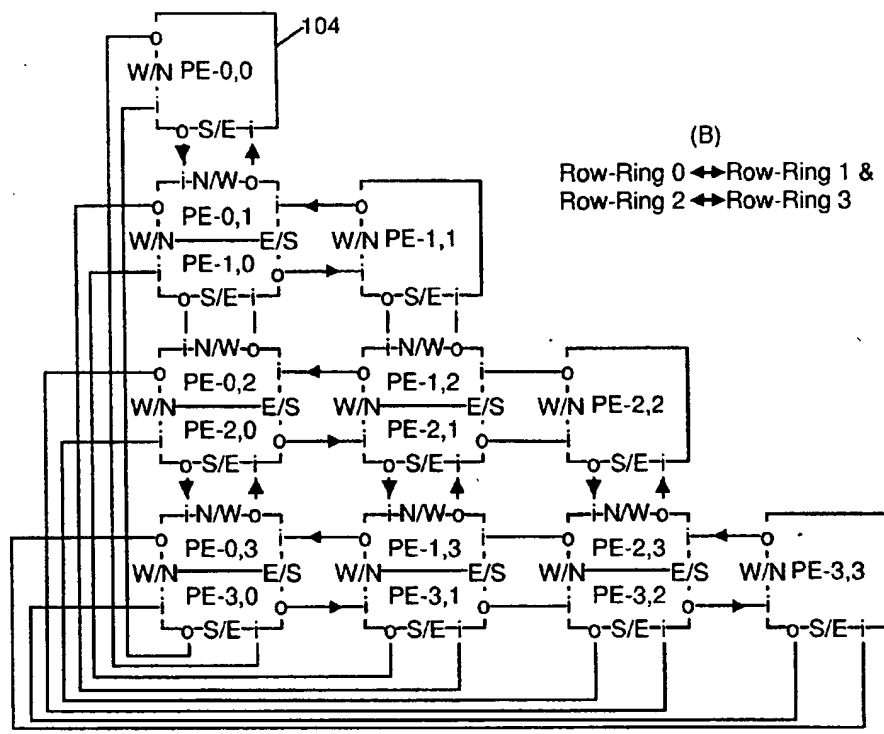 104
o
W/N PE-0,0
i
o S/E i
(B)
Row-Ring 0 ↔ Row-Ring 1 &
Row-Ring 2 ↔ Row-Ring 3
i N/W o
o PE-0,1 i o
W/N E/S W/N PE-1,1
i PE-1,0 o i
o S/E i o S/E i
i N/W o i N/W o
o PE-0,2 i o PE-1,2 i o
W/N E/S W/N E/S W/N PE-2,2
i PE-2,0 o i PE-2,1 o i
o S/E i o S/E i o S/E i
i N/W o i N/W o i N/W o
o PE-0,3 i o PE-1,3 i o PE-2,3 i o
W/N E/S W/N E/S W/N E/S W/N PE-3,3
i PE-3,0 o i PE-3,1 o i PE-3,2 o i
o S/E i o S/E i o S/E i o S/E i